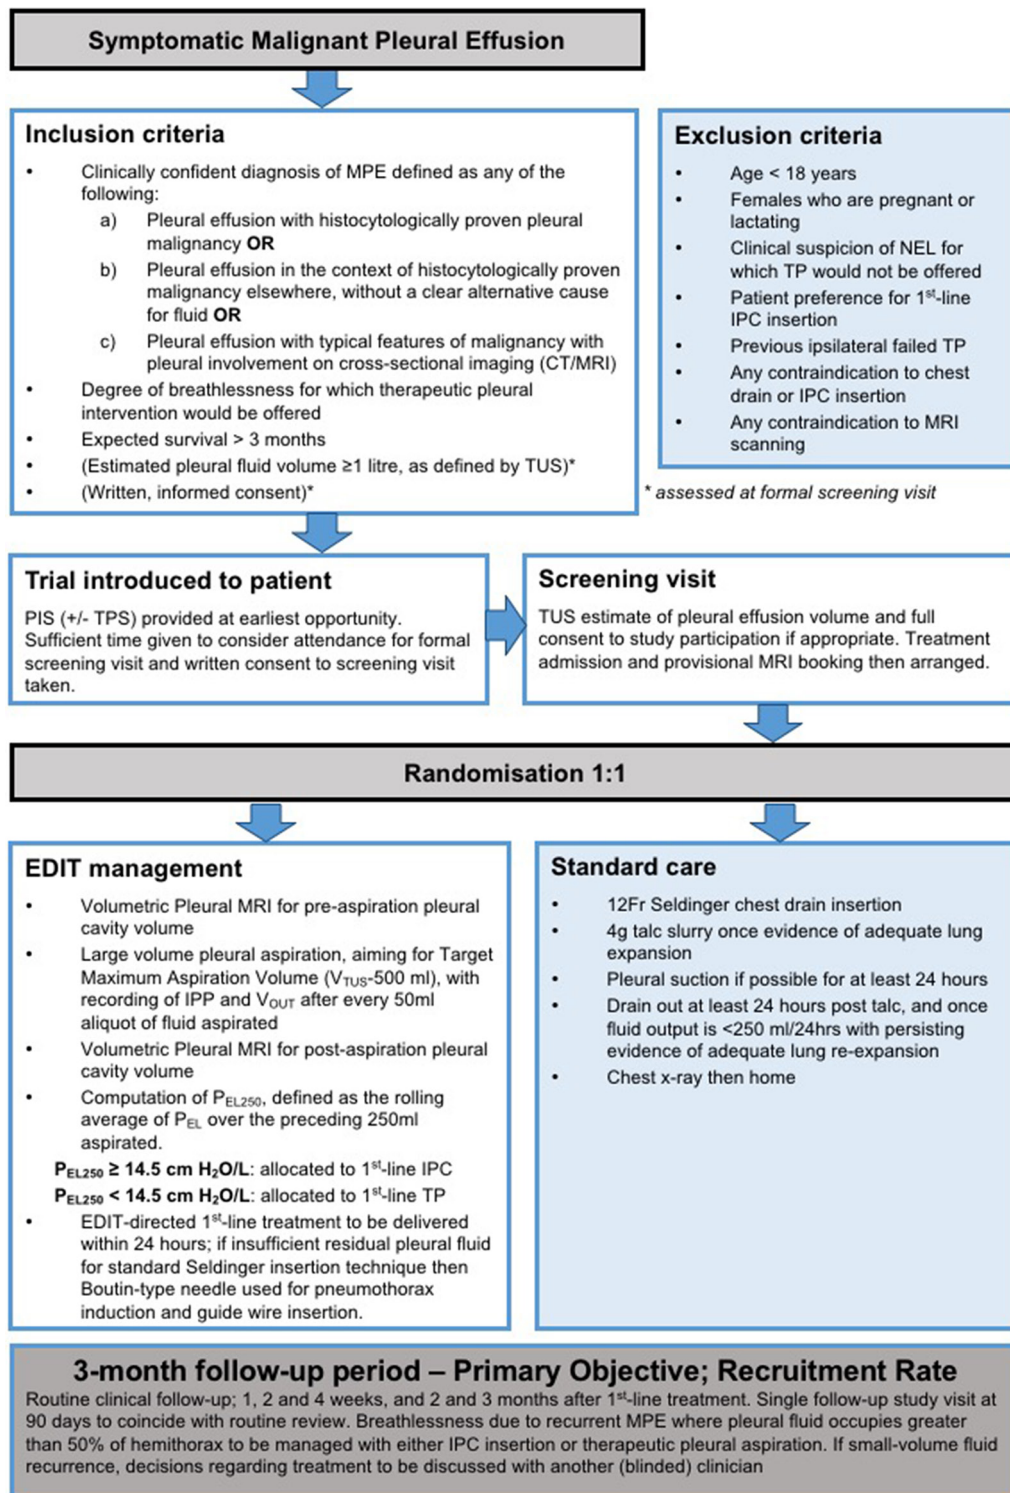 Symptomatic Malignant Pleural Effusion
Inclusion criteria
• Clinically confident diagnosis of MPE defined as any of the
following:
a) Pleural effusion with histocytologically proven pleural
malignancy OR
b) Pleural effusion in the context of histocytologically proven
malignancy elsewhere, without a clear alternative cause
for fluid OR
c) Pleural effusion with typical features of malignancy with
pleural involvement on cross-sectional imaging (CT/MRI)
• Degree of breathlessness for which therapeutic pleural
intervention would be offered
• Expected survival > 3 months
• (Estimated pleural fluid volume ≥1 litre, as defined by TUS)*
• (Written, informed consent)*
Exclusion criteria
• Age < 18 years
• Females who are pregnant or
lactating
• Clinical suspicion of NEL for
which TP would not be offered
• Patient preference for 1st-line
IPC insertion
• Previous ipsilateral failed TP
• Any contraindication to chest
drain or IPC insertion
• Any contraindication to MRI
scanning
* assessed at formal screening visit
Trial introduced to patient
PIS (+/- TPS) provided at earliest opportunity.
Sufficient time given to consider attendance for formal
screening visit and written consent to screening visit
taken.
Screening visit
TUS estimate of pleural effusion volume and full
consent to study participation if appropriate. Treatment
admission and provisional MRI booking then arranged.
Randomisation 1:1
EDIT management
• Volumetric Pleural MRI for pre-aspiration pleural
cavity volume
• Large volume pleural aspiration, aiming for Target
Maximum Aspiration Volume (VTUS-500 ml), with
recording of IPP and VOUT after every 50ml
aliquot of fluid aspirated
• Volumetric Pleural MRI for post-aspiration pleural
cavity volume
• Computation of PEL250, defined as the rolling
average of PEL over the preceding 250ml
aspirated.
PEL250 ≥ 14.5 cm H2O/L: allocated to 1st-line IPC
PEL250 < 14.5 cm H2O/L: allocated to 1st-line TP
• EDIT-directed 1st-line treatment to be delivered
within 24 hours; if insufficient residual pleural fluid
for standard Seldinger insertion technique then
Boutin-type needle used for pneumothorax
induction and guide wire insertion.
Standard care
• 12Fr Seldinger chest drain insertion
• 4g talc slurry once evidence of adequate lung
expansion
• Pleural suction if possible for at least 24 hours
• Drain out at least 24 hours post talc, and once
fluid output is <250 ml/24hrs with persisting
evidence of adequate lung re-expansion
• Chest x-ray then home
3-month follow-up period – Primary Objective; Recruitment Rate
Routine clinical follow-up; 1, 2 and 4 weeks, and 2 and 3 months after 1st-line treatment. Single follow-up study visit at
90 days to coincide with routine review. Breathlessness due to recurrent MPE where pleural fluid occupies greater
than 50% of hemithorax to be managed with either IPC insertion or therapeutic pleural aspiration. If small-volume fluid
recurrence, decisions regarding treatment to be discussed with another (blinded) clinician